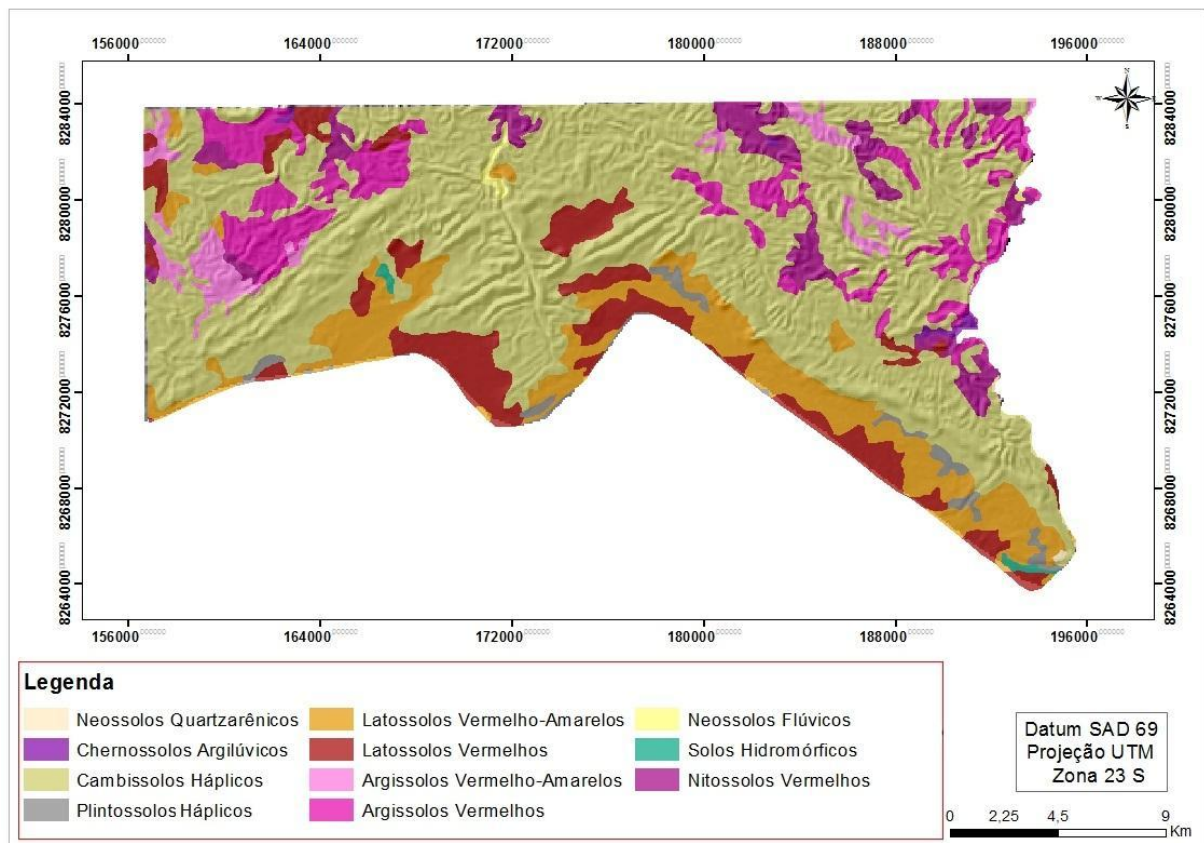 156000 164000 172000 180000 188000 196000
N
W
S
8284000 8284000
8280000 8280000
8276000 8276000
8272000 8272000
8268000 8268000
8264000 8264000
156000 164000 172000 180000 188000 196000
Legenda
Neossolos Quartzarênicos
Chernossolos Argilúvicos
Cambissolos Háplicos
Plintossolos Háplicos
Latossolos Vermelho-Amarelos
Latossolos Vermelhos
Argissolos Vermelho-Amarelos
Argissolos Vermelhos
Neossolos Flúvicos
Solos Hidromórficos
Nitossolos Vermelhos
Datum SAD 69
Projeção UTM
Zona 23 S
0 2,25 4,5 9
Km